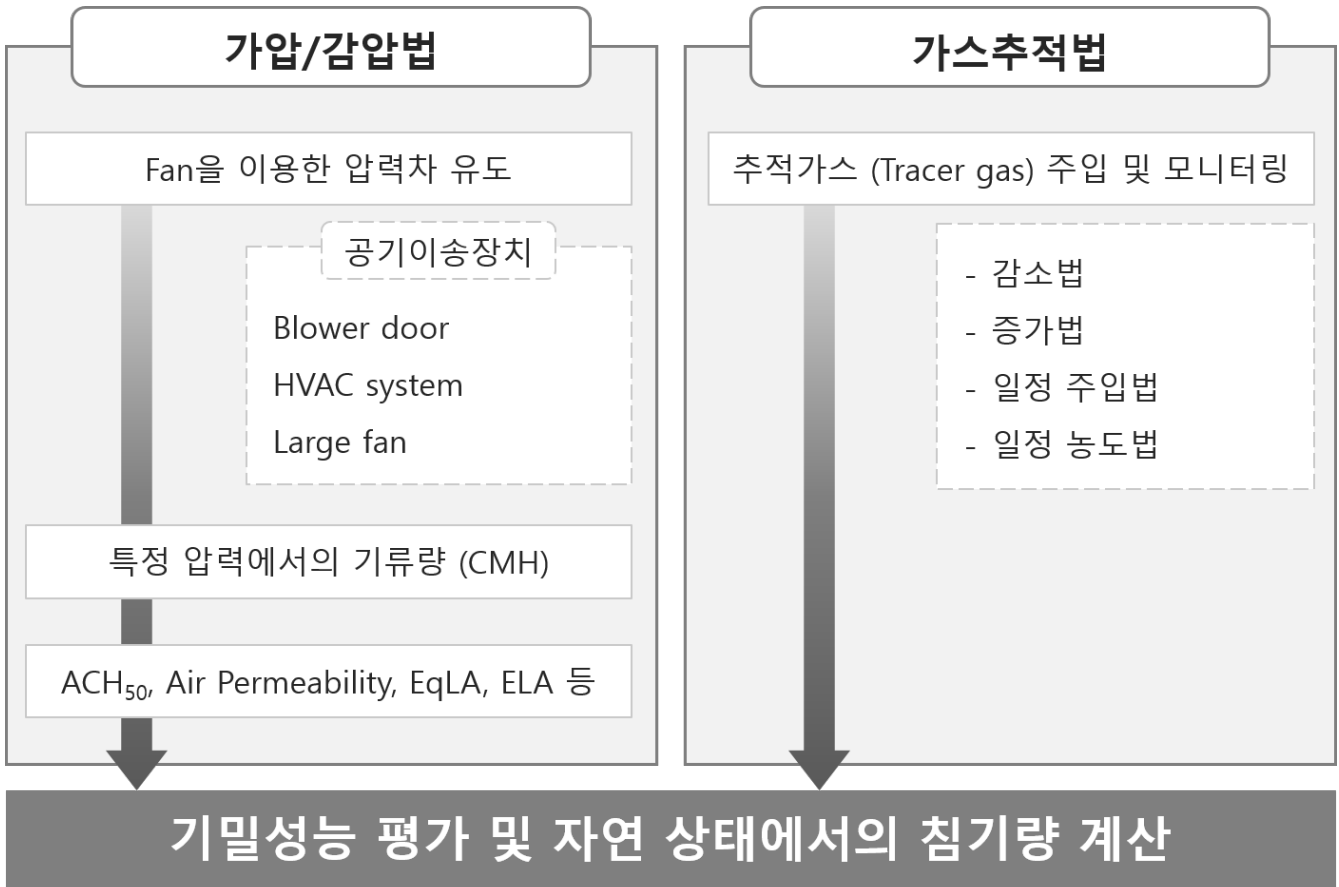 가압/감압법
Fan을 이용한 압력차 유도
공기이송장치
Blower door
HVAC system
Large fan
특정 압력에서의 기류량 (CMH)
ACH₅₀, Air Permeability, EqLA, ELA 등
가스추적법
추적가스 (Tracer gas) 주입 및 모니터링
- 감소법
- 증가법
- 일정 주입법
- 일정 농도법
기밀성능 평가 및 자연 상태에서의 침기량 계산